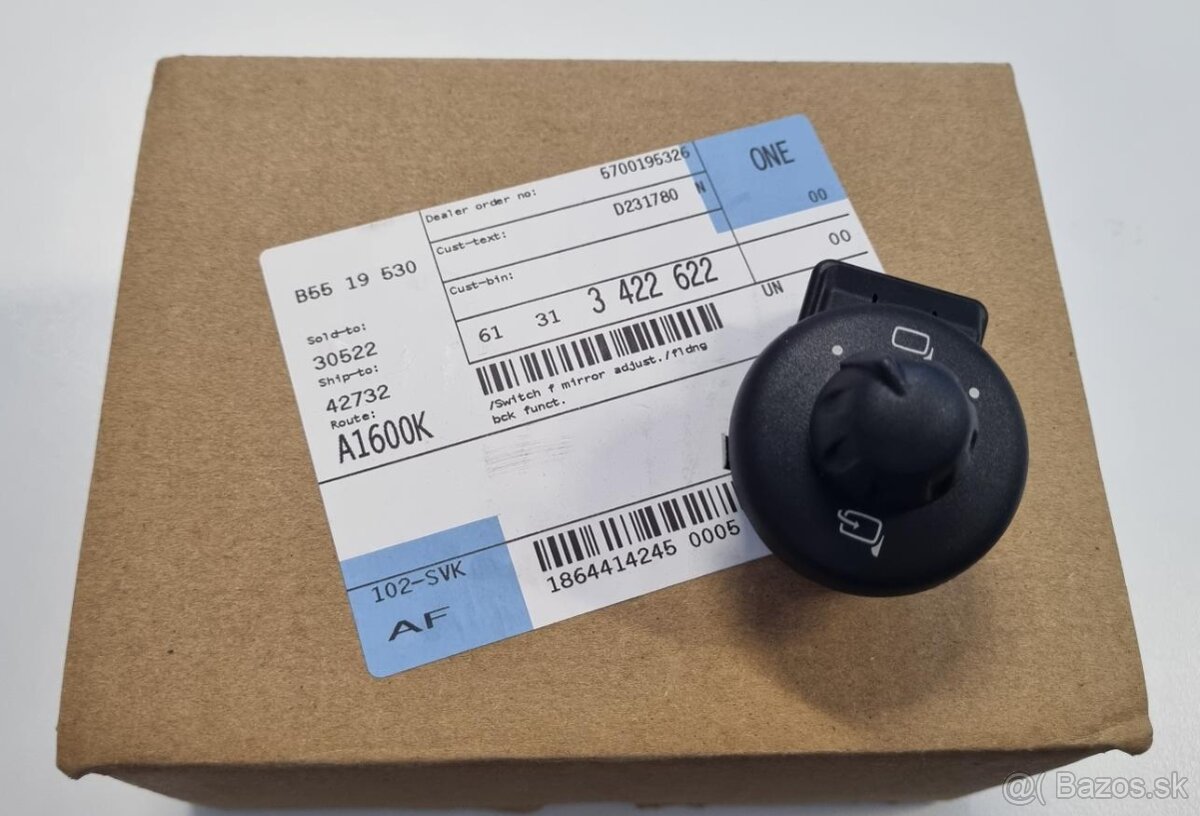 Dealer order no:
5700195326
ONE
Cust-text:
D231780
N
00
B55 19 530
Cust-bin:
00
61 31 3 422 622
UN
Sold-to:
30522
Ship-to:
42732
Route:
A1600K
/Switch f mirror adjust./fldng
bck funct.
1864414245 0005
102-SVK
AF
@( Bazos.sk